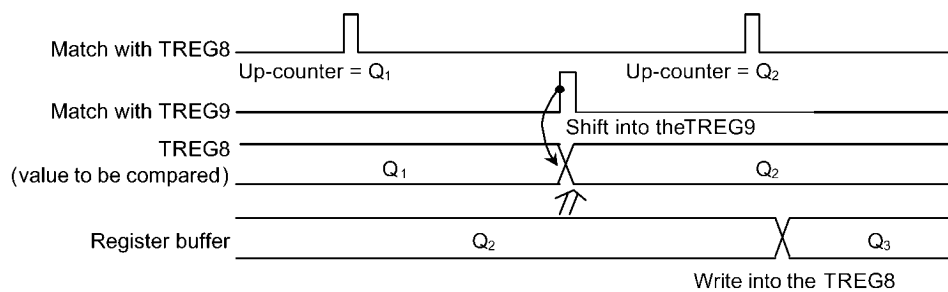 Match with TREG8
Up-counter = Q1
Up-counter = Q2
Match with TREG9
Shift into theTREG9
TREG8
(value to be compared)
Q1
Q2
Register buffer
Q2
Q3
Write into the TREG8